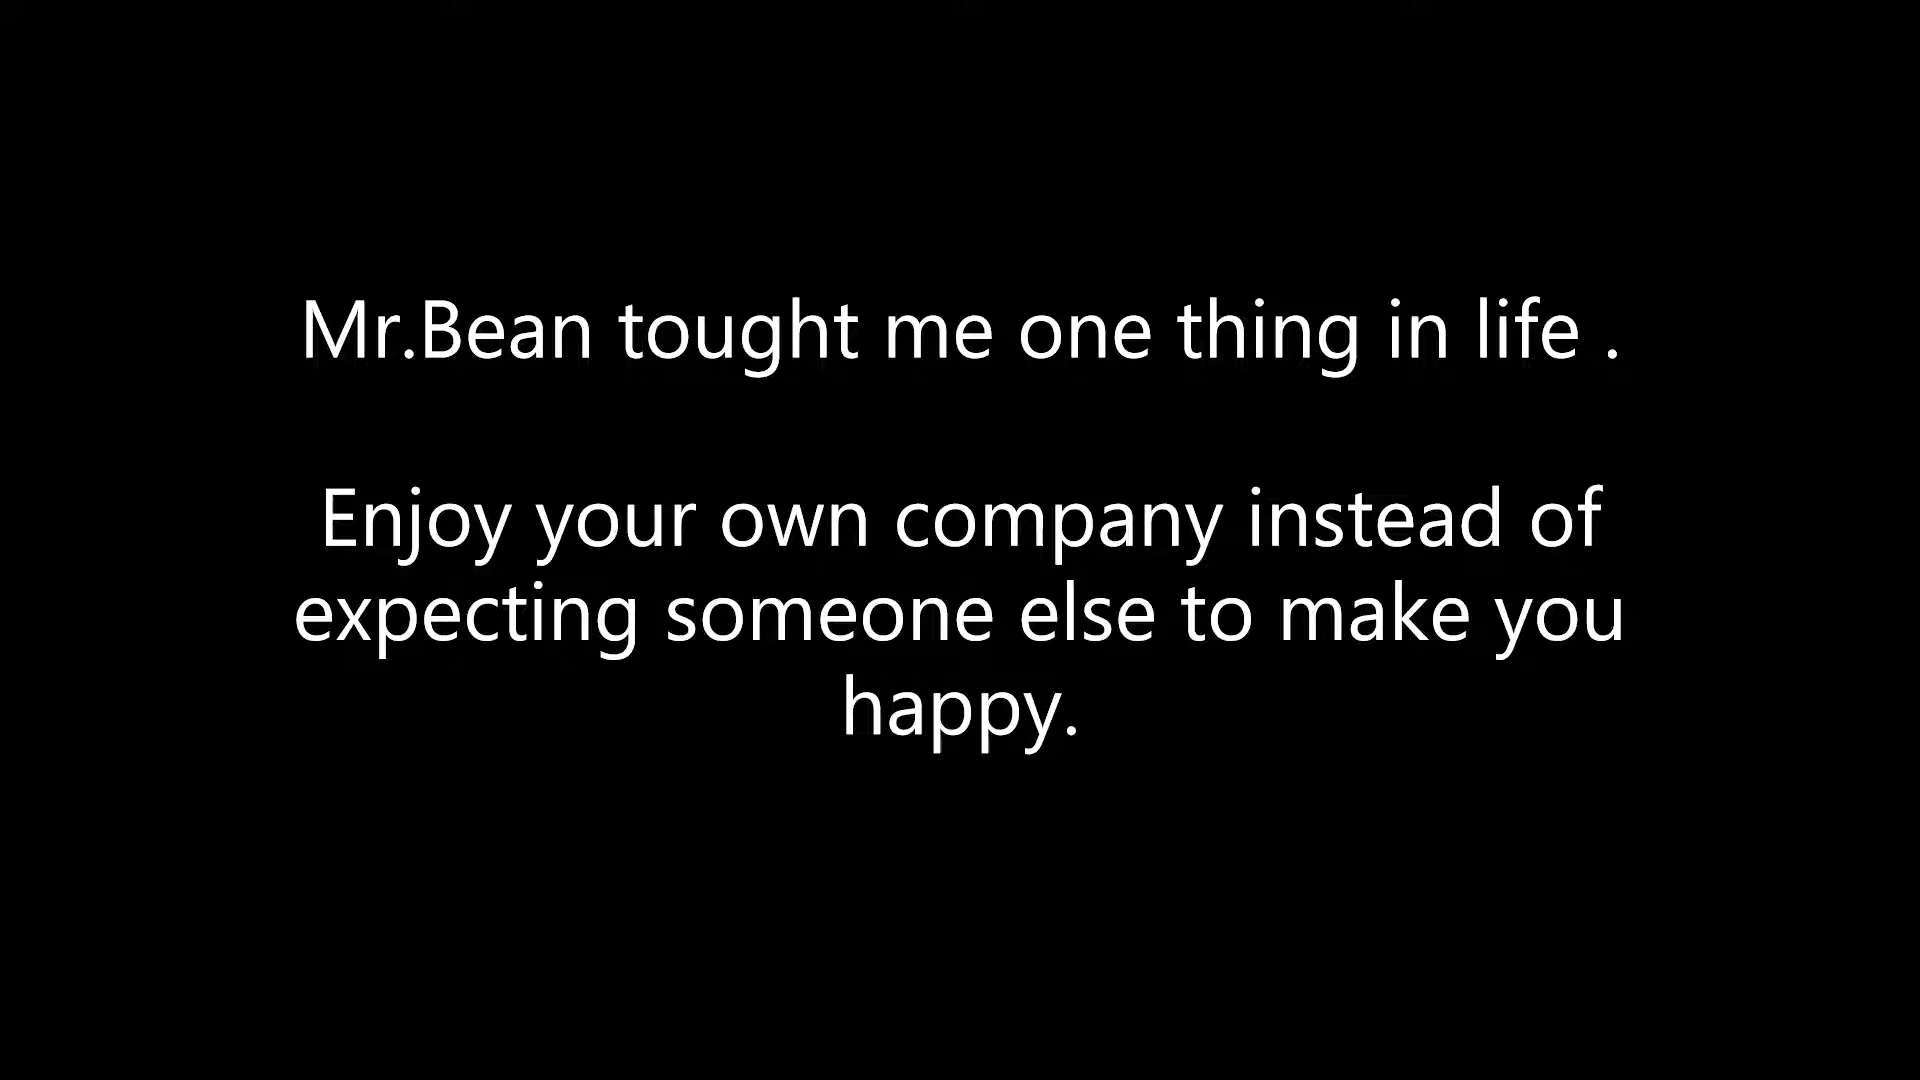 Mr.Bean tought me one thing in life .
Enjoy your own company instead of
expecting someone else to make you
happy.